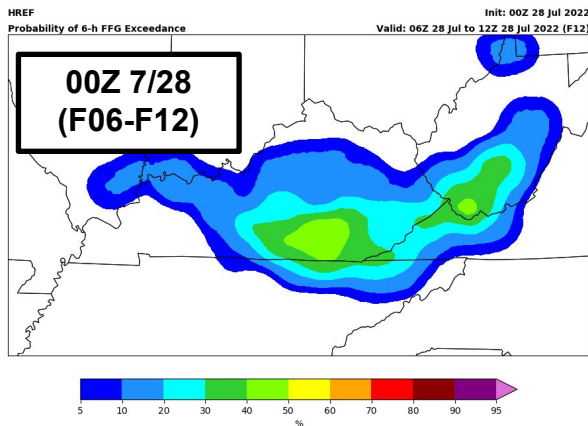 HREF
Init: 00Z 28 Jul 2022
Probability of 6-h FFG Exceedance
Valid: 06Z 28 Jul to 12Z 28 Jul 2022 (F12)
00Z 7/28
(F06-F12)
5 10 20 30 40 50 60 70 80 90 95
%